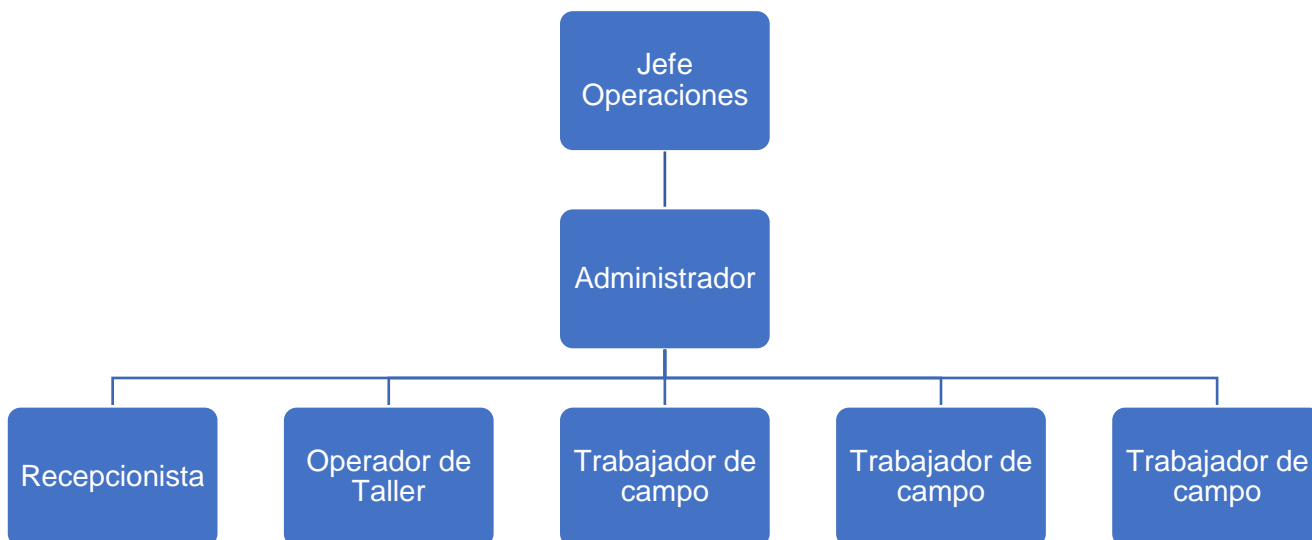 Jefe
Operaciones
Administrador
Recepcionista
Operador de
Taller
Trabajador de
campo
Trabajador de
campo
Trabajador de
campo